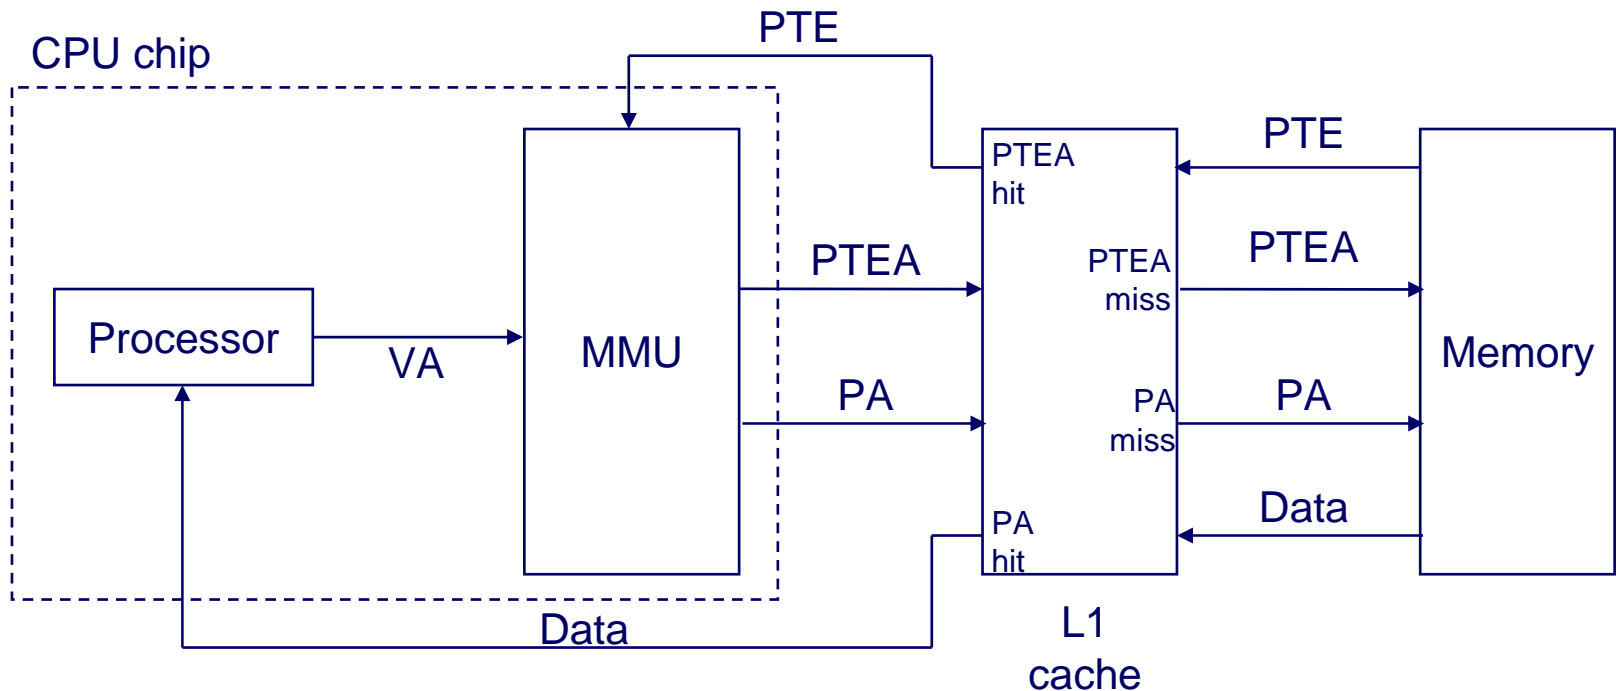 PTE
CPU chip
PTEA
hit
PTE
PTEA
PTEA
miss
PTEA
Processor
VA
MMU
Memory
PA
PA
miss
PA
PA
hit
Data
Data
L1
cache